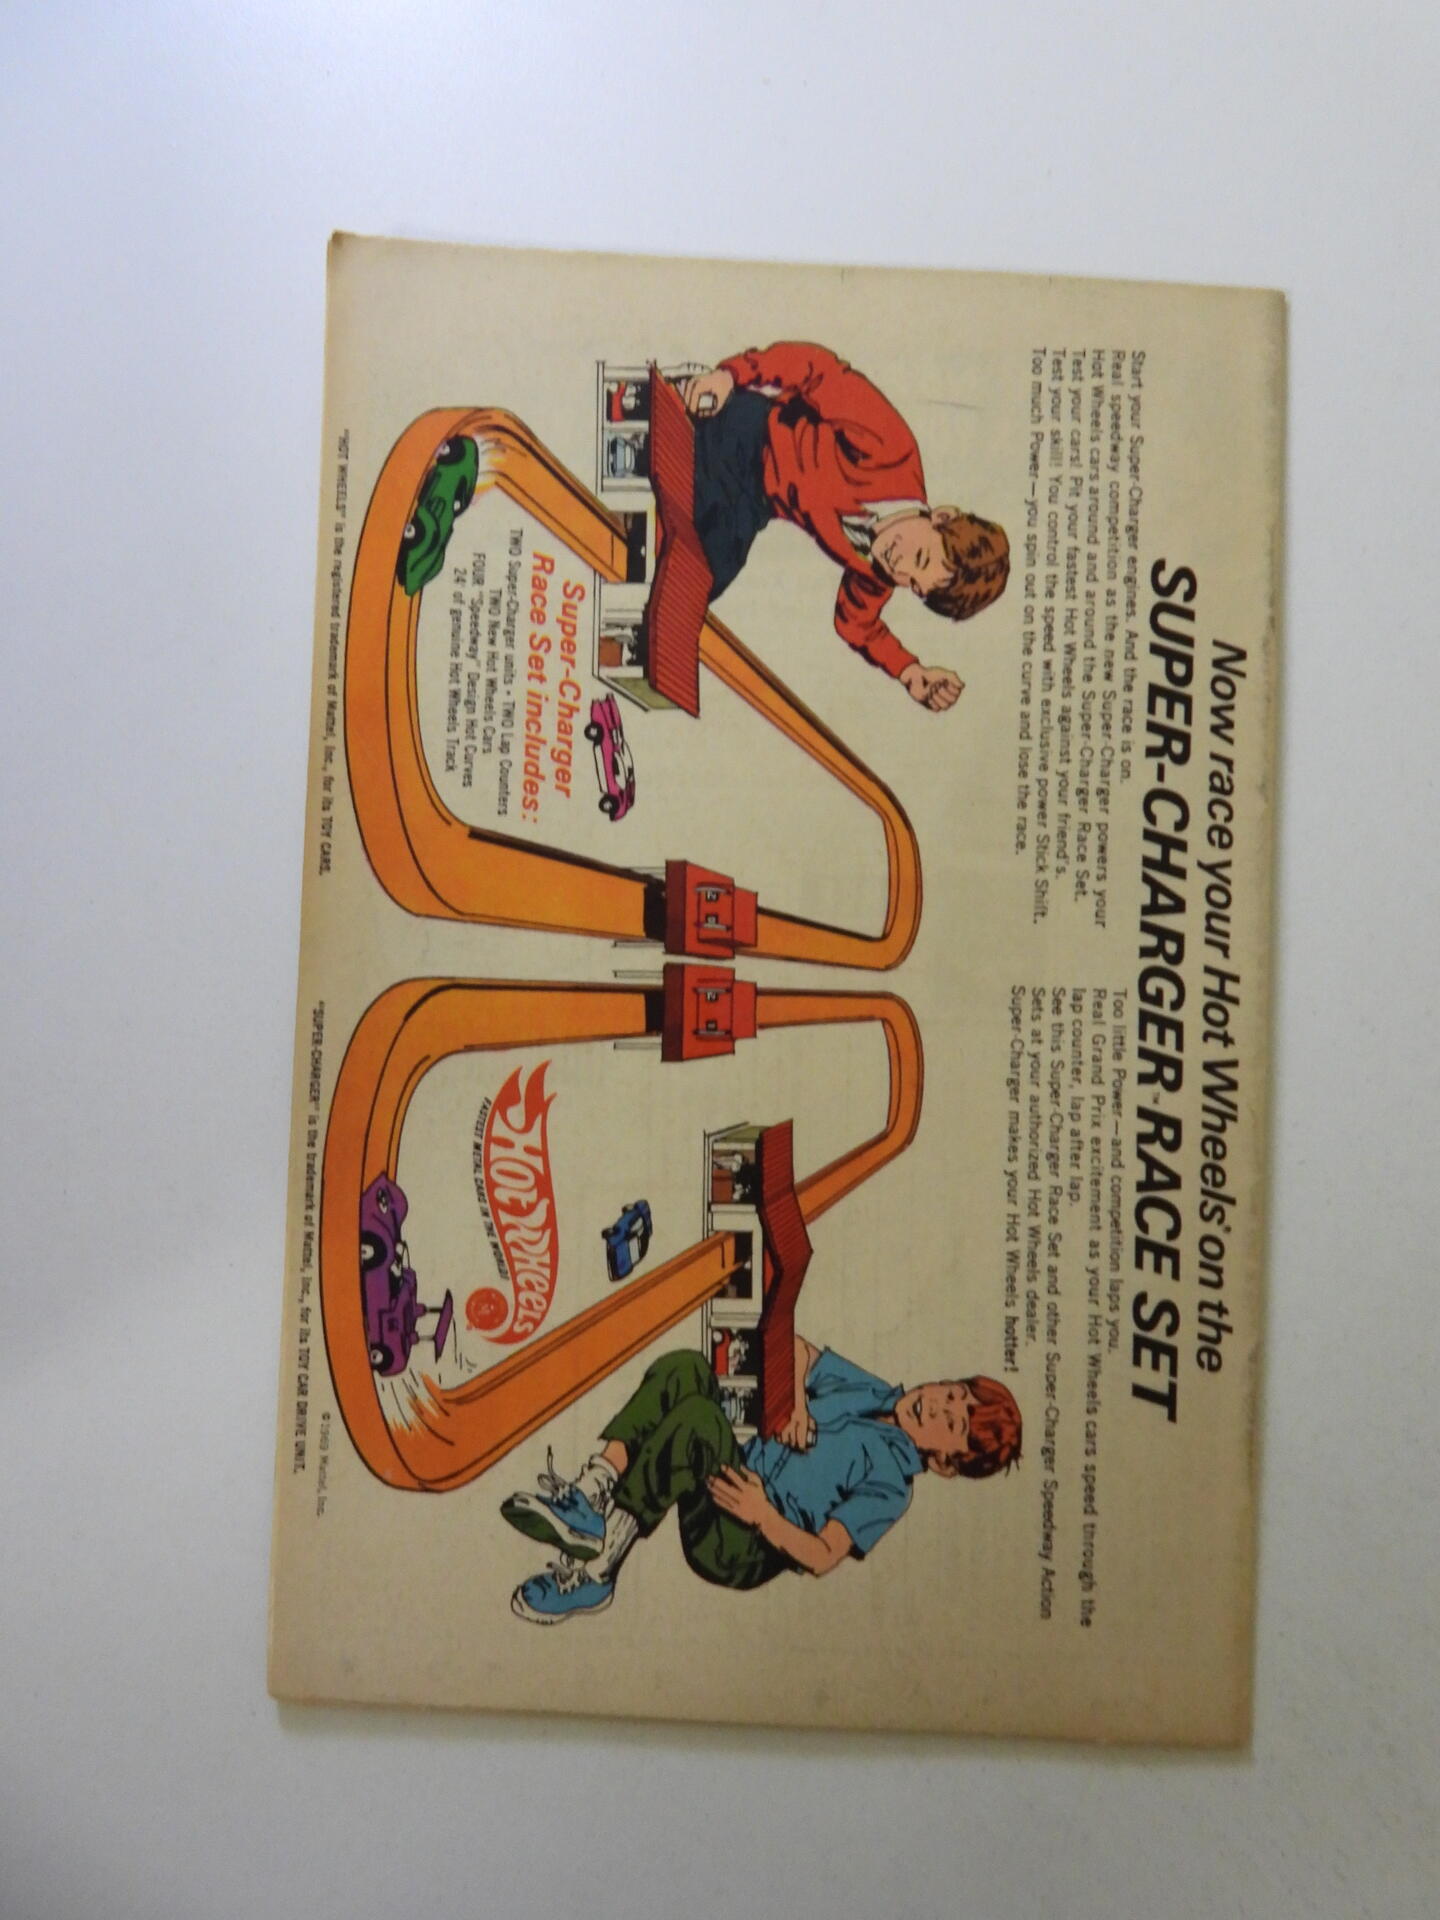 Now race your Hot Wheels® on the
SUPER-CHARGER™ RACE SET
Start your Super-Charger engines. And the race is on.
Real speedway competition as the new Super-Charger powers your
Hot Wheels cars around and around the Super-Charger Race Set.
Test your cars! Pit your fastest Hot Wheels against your friend's.
Test your skill! You control the speed with exclusive power Stick Shift.
Too much Power—you spin out on the curve and lose the race.
Too little Power—and competition laps you.
Real Grand Prix excitement as your Hot Wheels cars speed through the
lap counter, lap after lap.
See this Super-Charger Race Set and other Super-Charger Speedway Action
Sets at your authorized Hot Wheels dealer.
Super-Charger makes your Hot Wheels hotter!
Super-Charger
Race Set includes:
TWO Super-Charger units • TWO Lap Counters
TWO New Hot Wheels Cars
FOUR "Speedway" Design Hot Curves
24' of genuine Hot Wheels Track
HOT WHEELS
FASTEST METAL CARS IN THE WORLD!
"HOT WHEELS" is the registered trademark of Mattel, Inc., for its TOY CARS.
© 1969 Mattel, Inc.
"SUPER-CHARGER" is the trademark of Mattel, Inc., for its TOY CAR DRIVE UNIT.